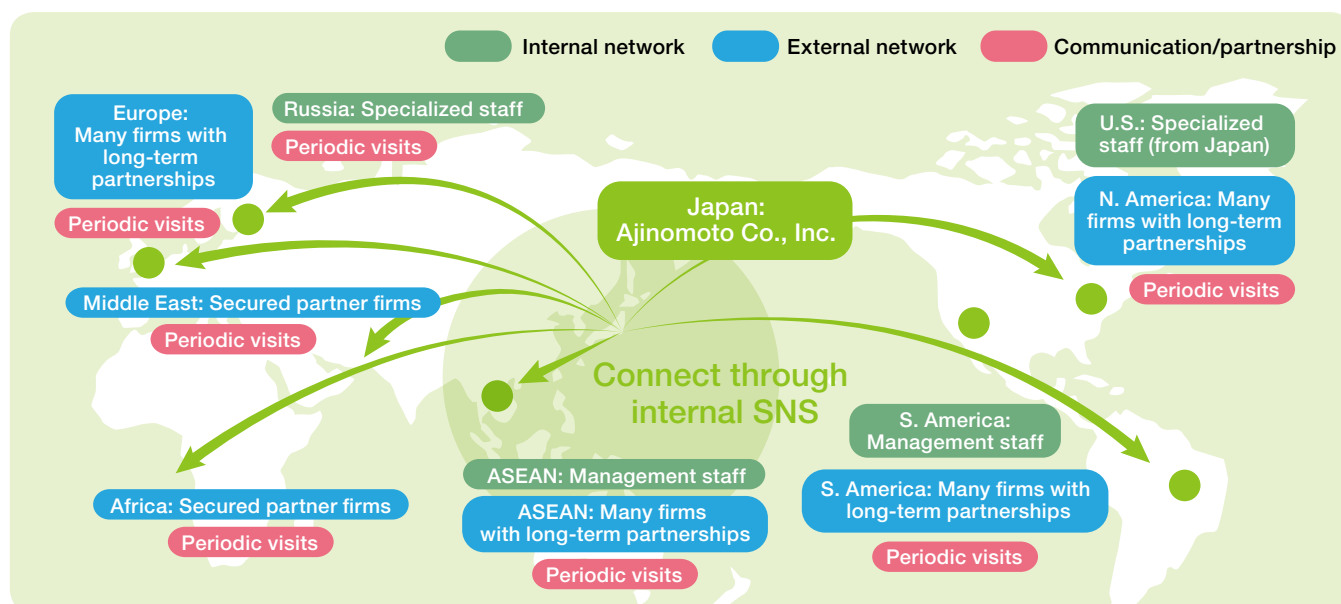 Internal network
External network
Communication/partnership
Europe:
Many firms with
long-term
partnerships
Periodic visits
Russia: Specialized staff
Periodic visits
Japan:
Ajinomoto Co., Inc.
U.S.: Specialized
staff (from Japan)
N. America: Many
firms with long-term
partnerships
Periodic visits
Middle East: Secured partner firms
Periodic visits
Connect through
internal SNS
Africa: Secured partner firms
Periodic visits
ASEAN: Management staff
ASEAN: Many firms
with long-term partnerships
Periodic visits
S. America:
Management staff
S. America: Many firms with
long-term partnerships
Periodic visits